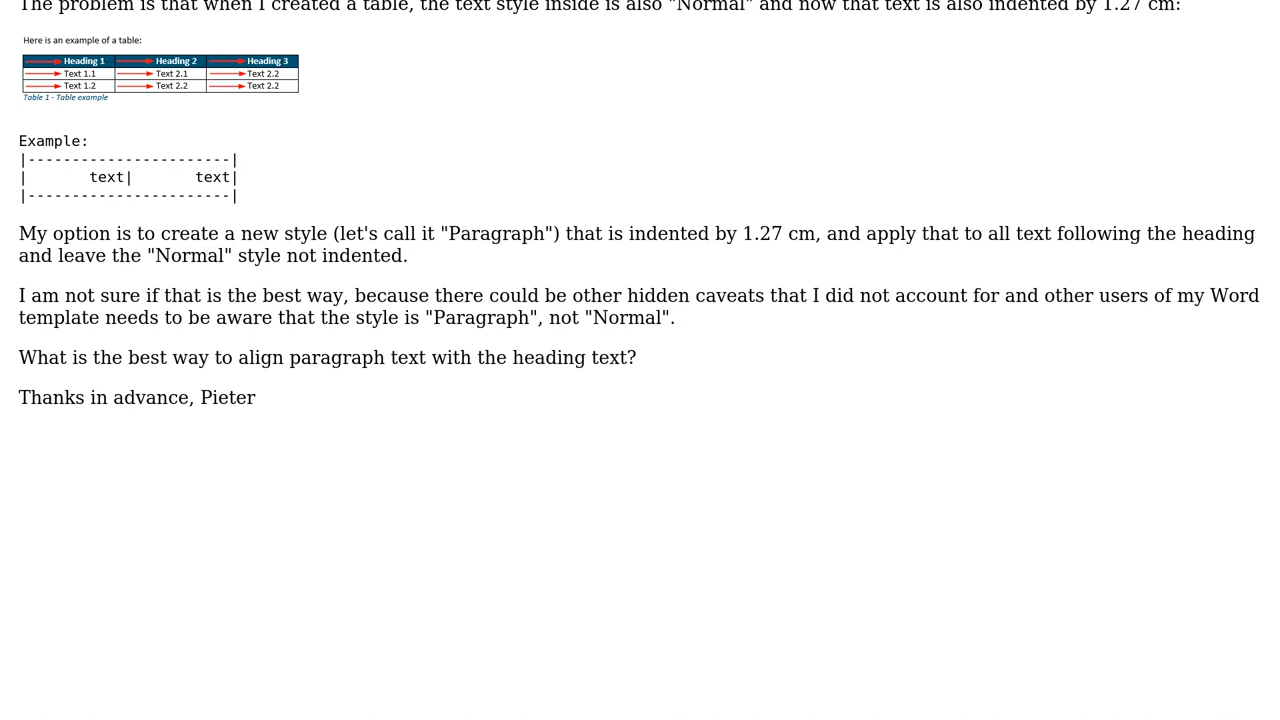 The problem is that when I created a table, the text style inside is also "Normal" and now that text is also indented by 1.27 cm:
Here is an example of a table:
Heading 1 Heading 2 Heading 3
Text 1.1 Text 2.1 Text 2.2
Text 1.2 Text 2.2 Text 2.2
Table 1 - Table example
Example:
|-----------------------|
|       text|       text|
|-----------------------|
My option is to create a new style (let's call it "Paragraph") that is indented by 1.27 cm, and apply that to all text following the heading
and leave the "Normal" style not indented.
I am not sure if that is the best way, because there could be other hidden caveats that I did not account for and other users of my Word
template needs to be aware that the style is "Paragraph", not "Normal".
What is the best way to align paragraph text with the heading text?
Thanks in advance, Pieter